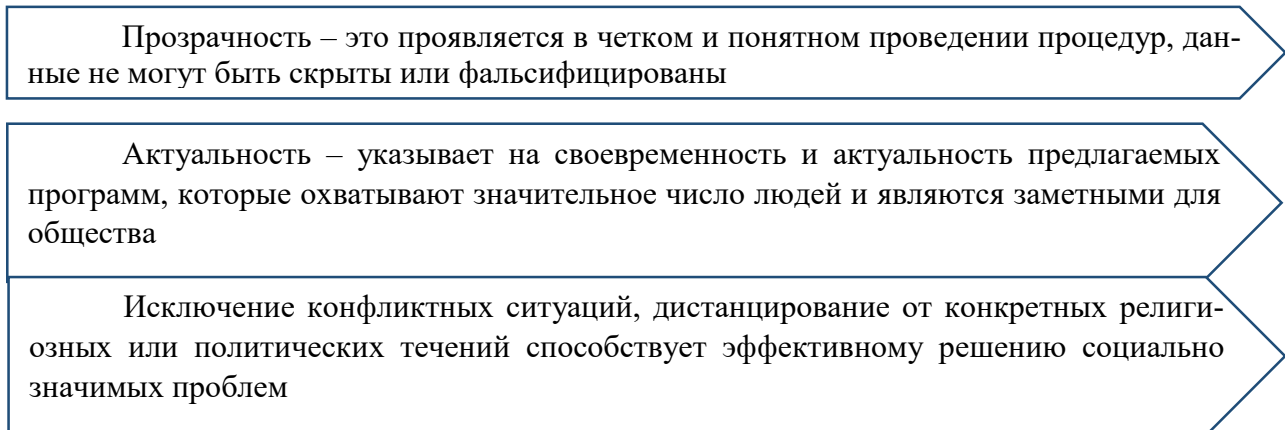 Прозрачность – это проявляется в четком и понятном проведении процедур, дан-
ные не могут быть скрыты или фальсифицированы
Актуальность – указывает на своевременность и актуальность предлагаемых
программ, которые охватывают значительное число людей и являются заметными для
общества
Исключение конфликтных ситуаций, дистанцирование от конкретных религи-
озных или политических течений способствует эффективному решению социально
значимых проблем